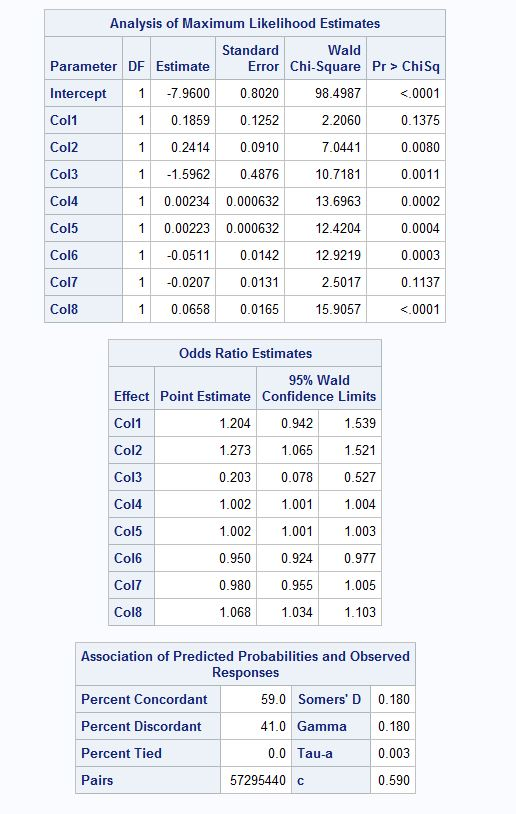 Analysis of Maximum Likelihood Estimates
Parameter DF Estimate Standard Error Wald Chi-Square Pr > ChiSq
Intercept 1 -7.9600 0.8020 98.4987 <.0001
Col1 1 0.1859 0.1252 2.2060 0.1375
Col2 1 0.2414 0.0910 7.0441 0.0080
Col3 1 -1.5962 0.4876 10.7181 0.0011
Col4 1 0.00234 0.000632 13.6963 0.0002
Col5 1 0.00223 0.000632 12.4204 0.0004
Col6 1 -0.0511 0.0142 12.9219 0.0003
Col7 1 -0.0207 0.0131 2.5017 0.1137
Col8 1 0.0658 0.0165 15.9057 <.0001
Odds Ratio Estimates
Effect Point Estimate 95% Wald Confidence Limits
Col1 1.204 0.942 1.539
Col2 1.273 1.065 1.521
Col3 0.203 0.078 0.527
Col4 1.002 1.001 1.004
Col5 1.002 1.001 1.003
Col6 0.950 0.924 0.977
Col7 0.980 0.955 1.005
Col8 1.068 1.034 1.103
Association of Predicted Probabilities and Observed
Responses
Percent Concordant 59.0 Somers' D 0.180
Percent Discordant 41.0 Gamma 0.180
Percent Tied 0.0 Tau-a 0.003
Pairs 57295440 c 0.590